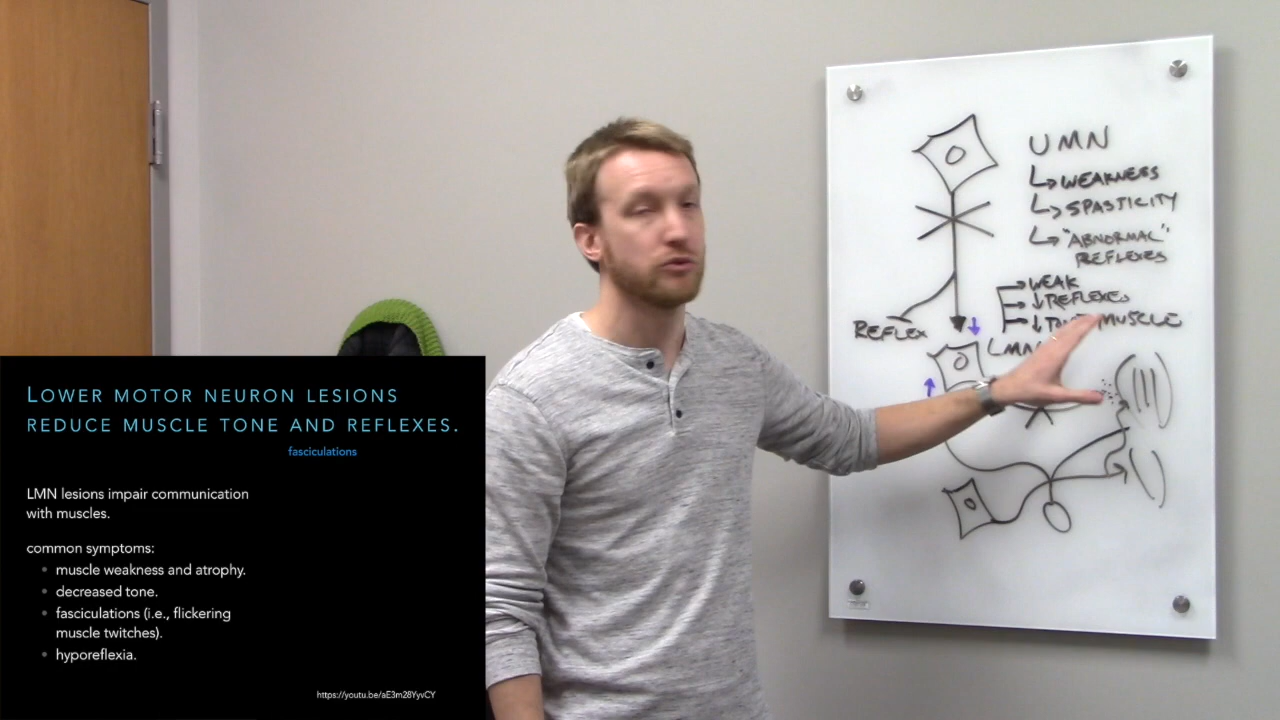 LOWER MOTOR NEURON LESIONS
REDUCE MUSCLE TONE AND REFLEXES.
fasciculations
LMN lesions impair communication
with muscles.
common symptoms:
• muscle weakness and atrophy.
• decreased tone.
• fasciculations (i.e., flickering
muscle twitches).
• hyporeflexia.
https://youtu.be/aE3m28YyvCY
UMN
↳ WEAKNESS
↳ SPASTICITY
↳ "ABNORMAL"
REFLEXES
→ WEAK
→ ↓ REFLEXES
→ ↓ MUSCLE
REFLEX
LMN